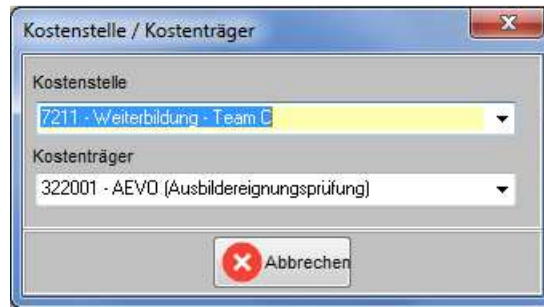 Kostenstelle / Kostenträger
Kostenstelle
7211 - Weiterbildung - Team C
Kostenträger
322001 - AEVO (Ausbildereignungsprüfung)
Abbrechen